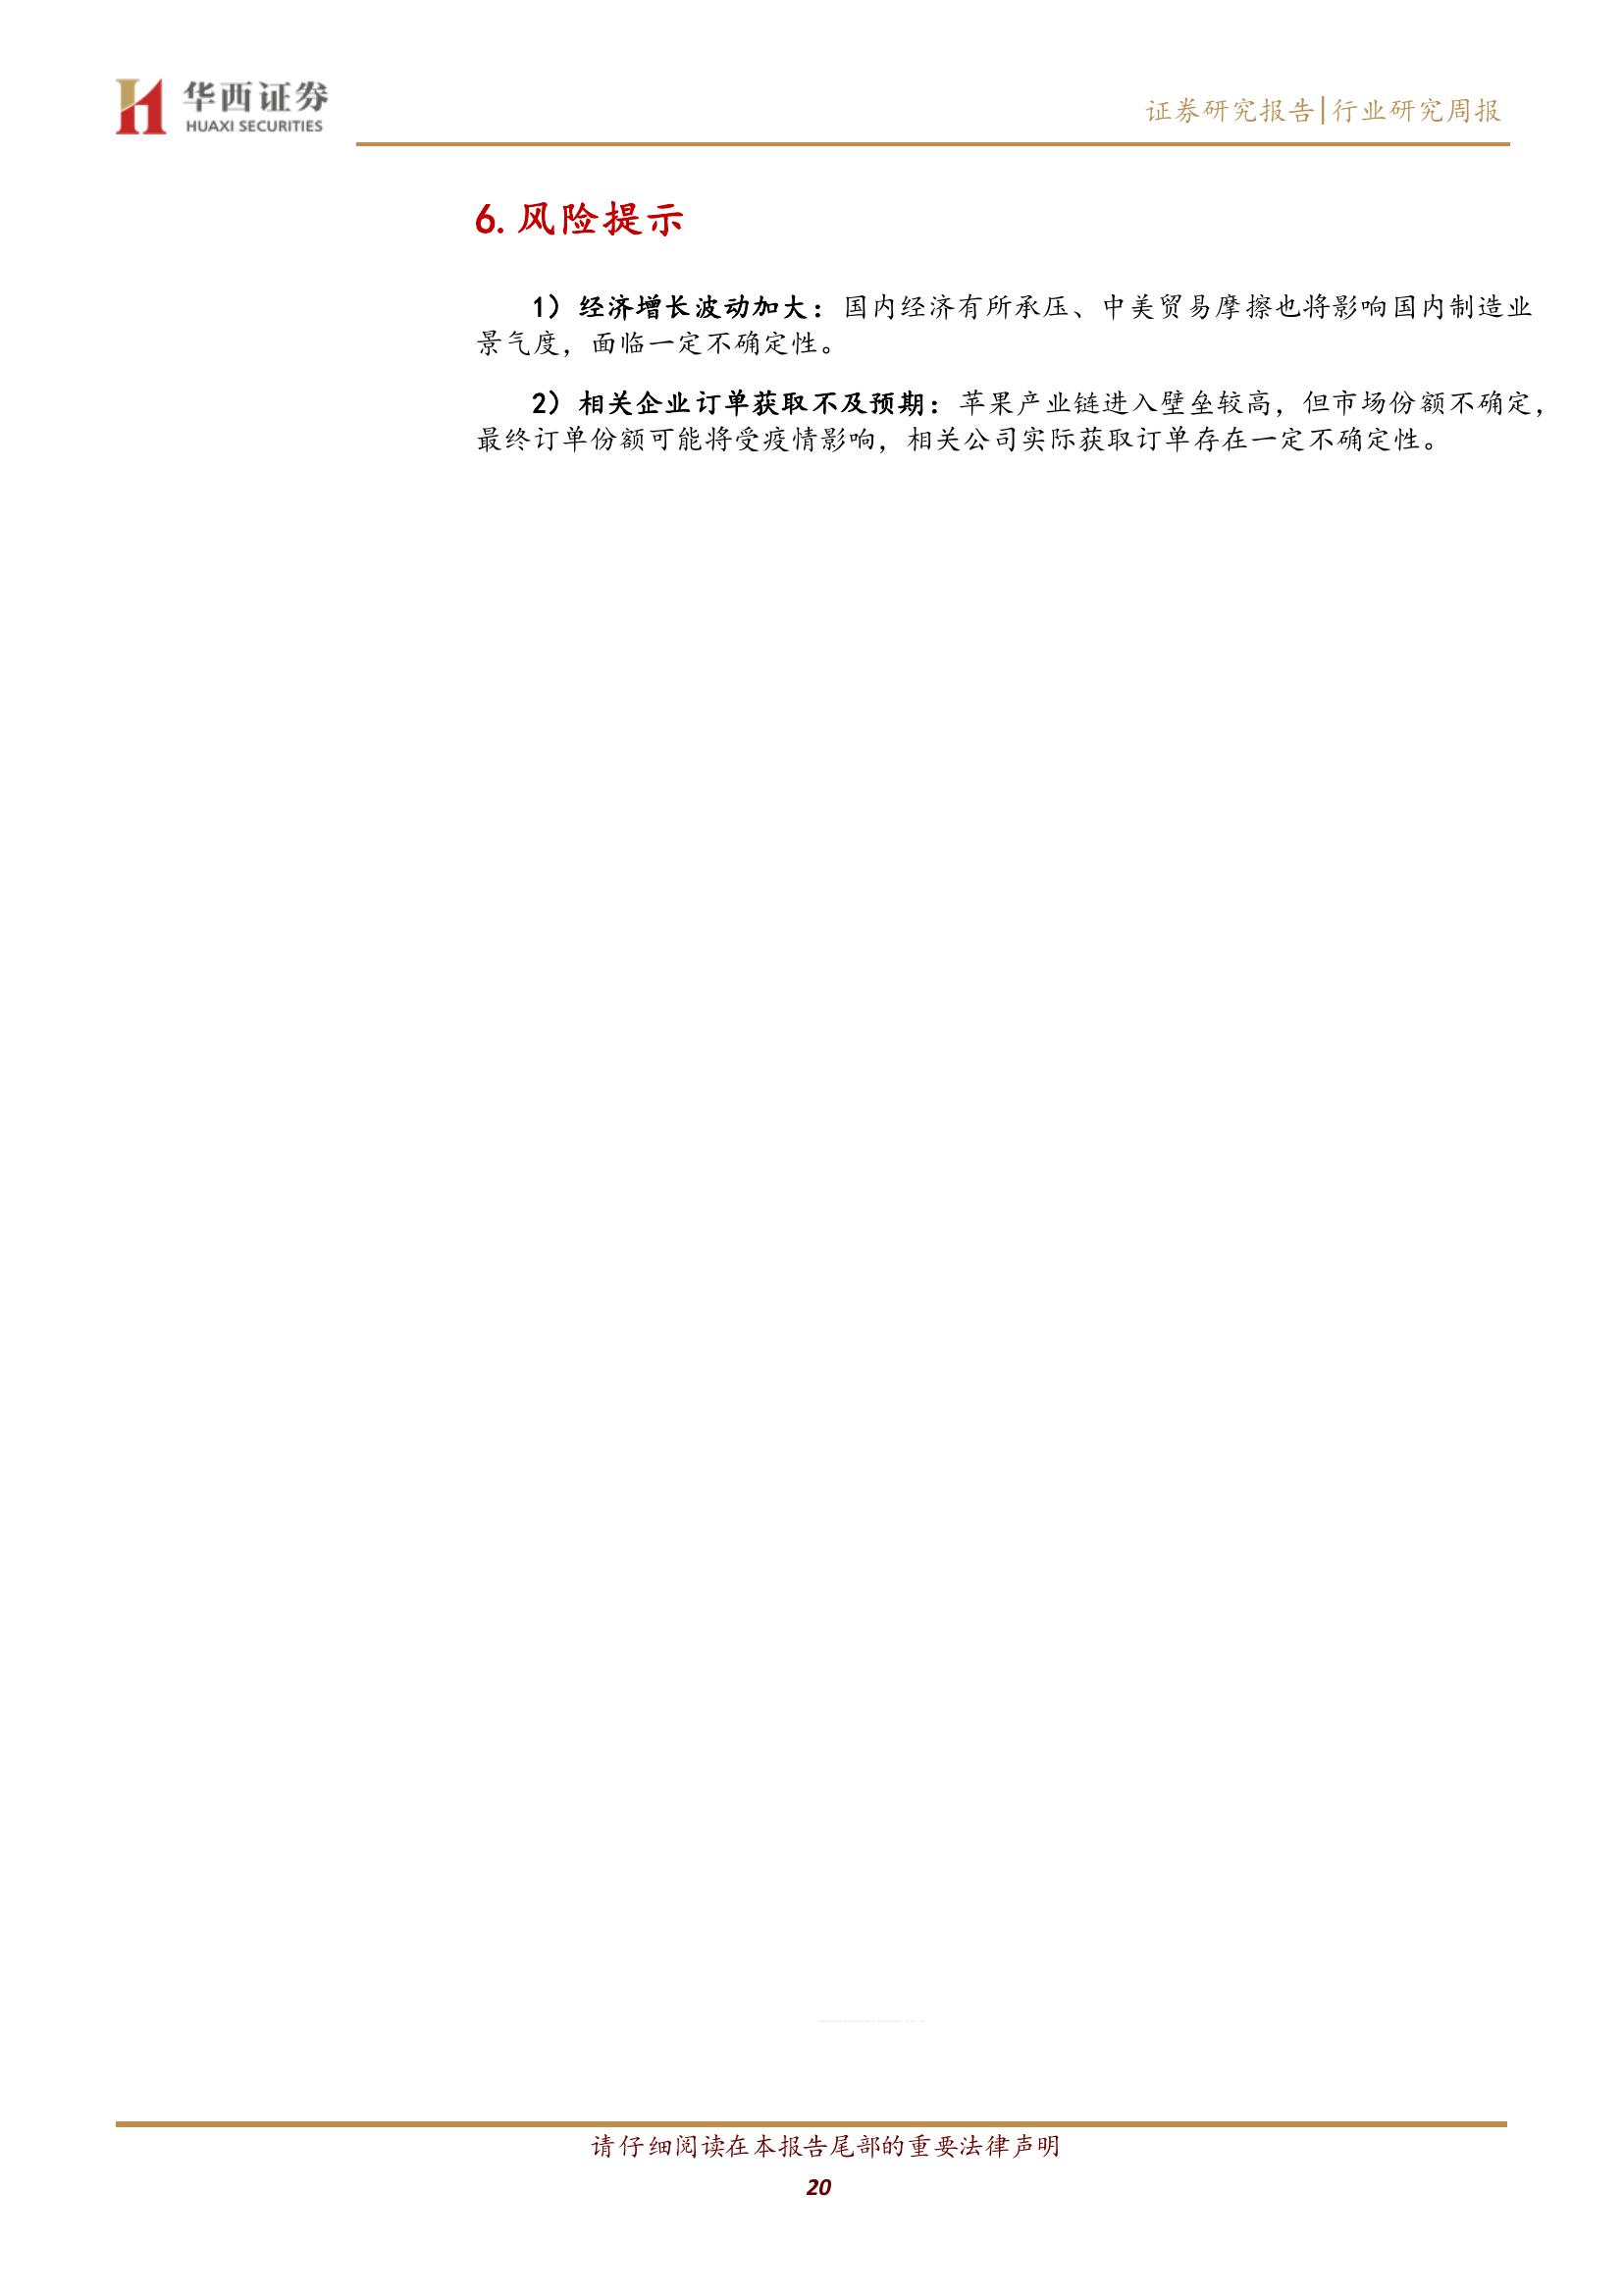 华西证券
HUAXI SECURITIES
证券研究报告|行业研究周报
6. 风险提示
1）经济增长波动加大：国内经济有所承压、中美贸易摩擦也将影响国内制造业
景气度，面临一定不确定性。
2）相关企业订单获取不及预期：苹果产业链进入壁垒较高，但市场份额不确定，
最终订单份额可能将受疫情影响，相关公司实际获取订单存在一定不确定性。
请仔细阅读在本报告尾部的重要法律声明
20